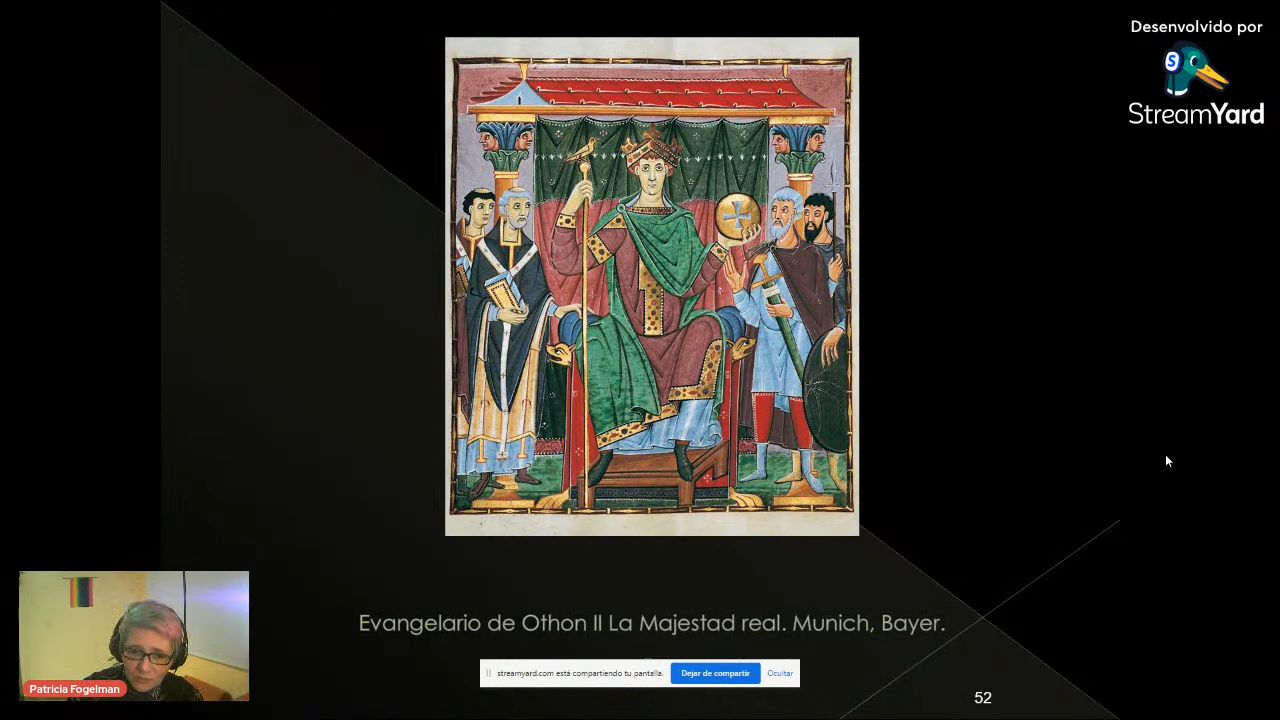 Desenvolvido por
S
StreamYard
Evangelario de Othon II La Majestad real. Munich, Bayer.
streamyard.com está compartiendo tu pantalla.
Dejar de compartir
Ocultar
Patricia Fogelman
52